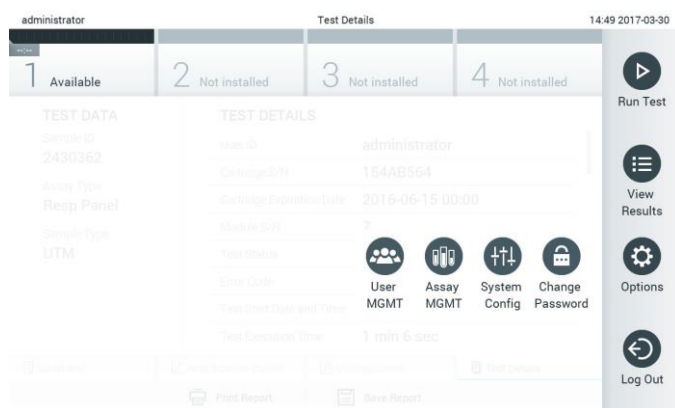 administrator Test Details 14:49 2017-03-30
1 Available 2 Not installed 3 Not installed 4 Not installed
Run Test
TEST DATA TEST DETAILS
Sample ID User ID administrator
2430362
Cartridge S/N 154AB564
Assay Type
Resp Panel Cartridge Expiration Date 2016-06-15 00:00
View
Results
Sample Type Module S/N ?
UTM Test Status
Error Code
User Assay System Change
MGMT MGMT Config Password
Options
Test Start Date and Time
Test Execution Time 1 min 6 sec
Summary Test Details
Print Report Save Report
Log Out